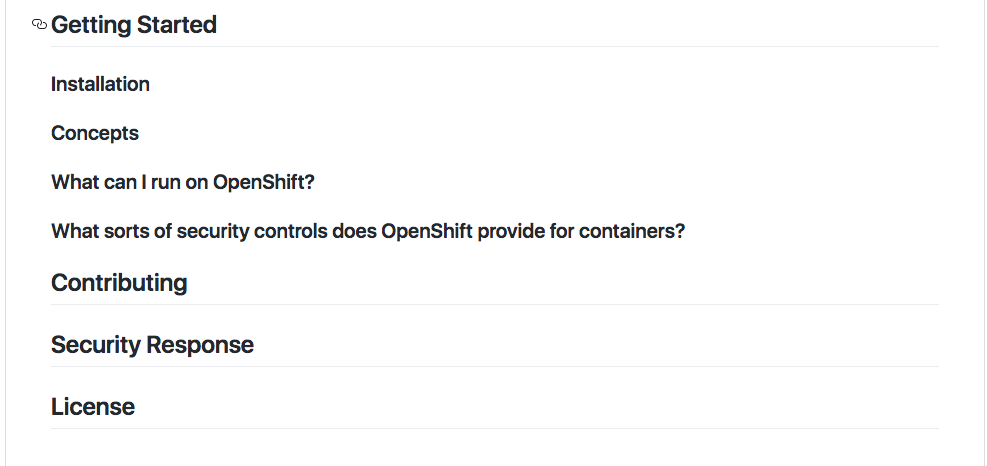 Getting Started
Installation
Concepts
What can I run on OpenShift?
What sorts of security controls does OpenShift provide for containers?
Contributing
Security Response
License